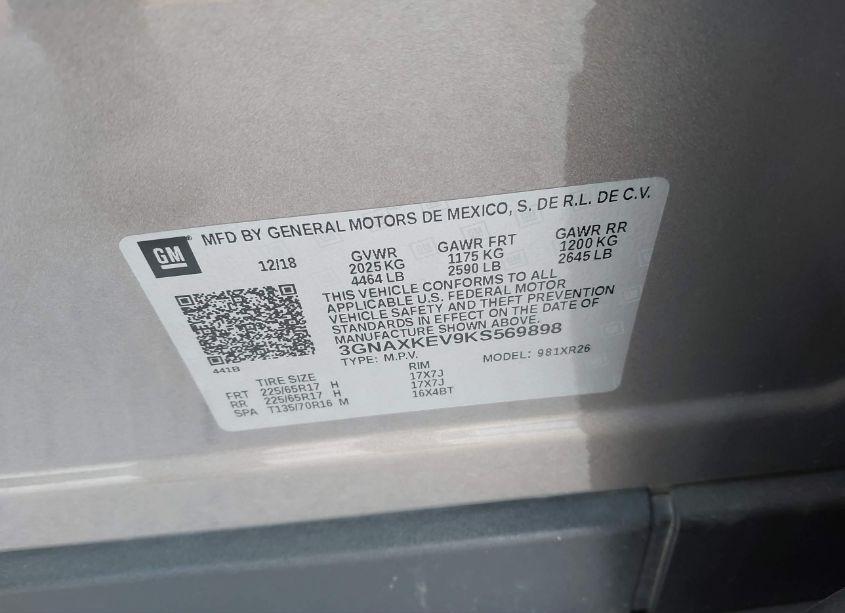 GM
MFD BY GENERAL MOTORS DE MEXICO, S. DE R.L. DE C.V.
12/18
GVWR GAWR FRT GAWR RR
2025 KG 1175 KG 1200 KG
4464 LB 2590 LB 2645 LB
THIS VEHICLE CONFORMS TO ALL
APPLICABLE U.S. FEDERAL MOTOR
VEHICLE SAFETY AND THEFT PREVENTION
STANDARDS IN EFFECT ON THE DATE OF
MANUFACTURE SHOWN ABOVE.
3GNAXKEV9KS569898
TYPE: M.P.V. MODEL: 981XR26
441B
TIRE SIZE RIM
FRT 225/65R17 H 17X7J
RR 225/65R17 H 17X7J
SPA T135/70R16 M 16X4BT